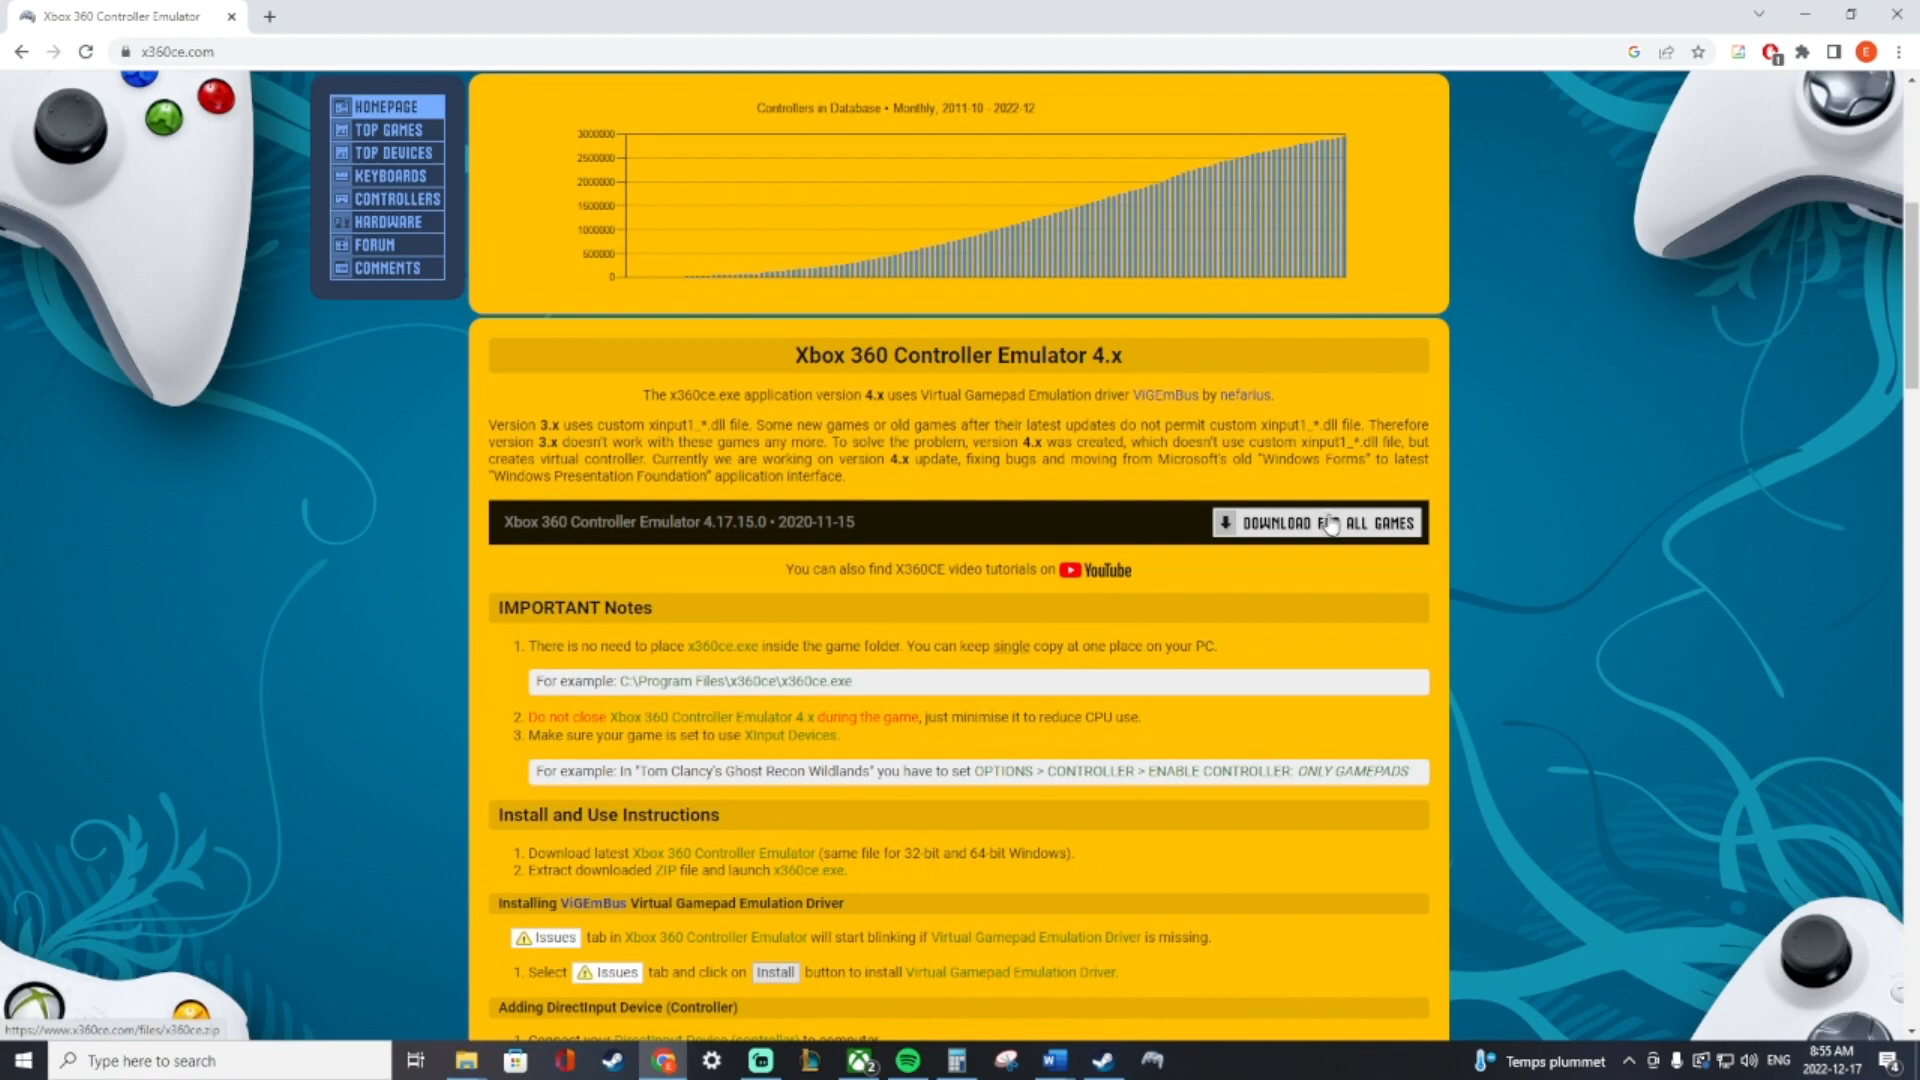 Xbox 360 Controller Emulator
x360ce.com
E
1
HOMEPAGE
TOP GAMES
TOP DEVICES
KEYBOARDS
CONTROLLERS
HARDWARE
FORUM
COMMENTS
Controllers in Database • Monthly, 2011-10 - 2022-12
3000000
2500000
2000000
1500000
1000000
500000
0
Xbox 360 Controller Emulator 4.x
The x360ce.exe application version 4.x uses Virtual Gamepad Emulation driver ViGEmBus by nefarius.
Version 3.x uses custom xinput1_*.dll file. Some new games or old games after their latest updates do not permit custom xinput1_*.dll file. Therefore
version 3.x doesn't work with these games any more. To solve the problem, version 4.x was created, which doesn't use custom xinput1_*.dll file, but
creates virtual controller. Currently we are working on version 4.x update, fixing bugs and moving from Microsoft's old "Windows Forms" to latest
"Windows Presentation Foundation" application interface.
Xbox 360 Controller Emulator 4.17.15.0 • 2020-11-15
DOWNLOAD ALL GAMES
You can also find X360CE video tutorials on YouTube
IMPORTANT Notes
1. There is no need to place x360ce.exe inside the game folder. You can keep single copy at one place on your PC.
For example: C:\Program Files\x360ce\x360ce.exe
2. Do not close Xbox 360 Controller Emulator 4.x during the game, just minimise it to reduce CPU use.
3. Make sure your game is set to use XInput Devices.
For example: In "Tom Clancy's Ghost Recon Wildlands" you have to set OPTIONS > CONTROLLER > ENABLE CONTROLLER: ONLY GAMEPADS
Install and Use Instructions
1. Download latest Xbox 360 Controller Emulator (same file for 32-bit and 64-bit Windows).
2. Extract downloaded ZIP file and launch x360ce.exe.
Installing ViGEmBus Virtual Gamepad Emulation Driver
Issues tab in Xbox 360 Controller Emulator will start blinking if Virtual Gamepad Emulation Driver is missing.
1. Select Issues tab and click on Install button to install Virtual Gamepad Emulation Driver.
Adding DirectInput Device (Controller)
1. Connect your DirectInput Device (controller) to computer.
https://www.x360ce.com/files/x360ce.zip
Type here to search
2
Temps plummet
ENG
8:55 AM
2022-12-17
4